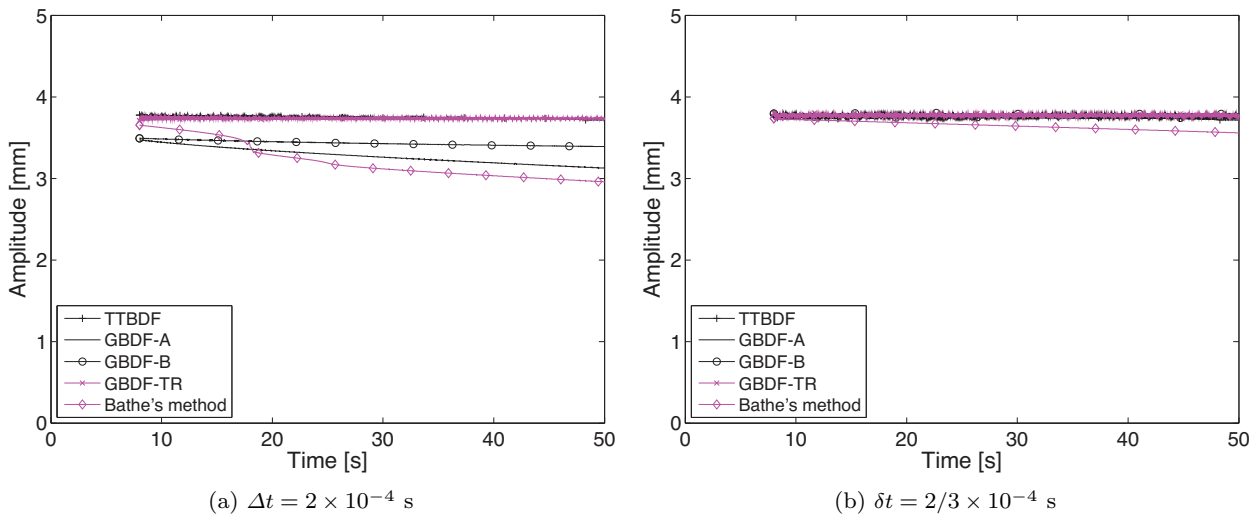 5
4
3
2
1
0
Amplitude [mm]
TTBDF
GBDF-A
GBDF-B
GBDF-TR
Bathe's method
0 10 20 30 40 50
Time [s]
(a) Δt = 2 × 10⁻⁴ s
5
4
3
2
1
0
Amplitude [mm]
TTBDF
GBDF-A
GBDF-B
GBDF-TR
Bathe's method
0 10 20 30 40 50
Time [s]
(b) δt = 2/3 × 10⁻⁴ s